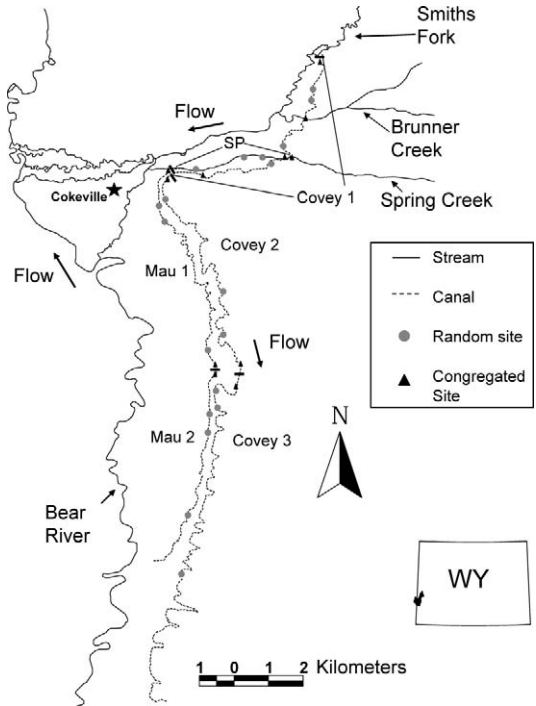 Smiths
Fork
Flow
Brunner
Creek
SP
Cokeville
Covey 1
Spring Creek
Covey 2
Flow
Mau 1
Flow
Stream
Canal
Random site
Congregated
Site
N
Mau 2
Covey 3
Bear
River
WY
1 0 1 2 Kilometers